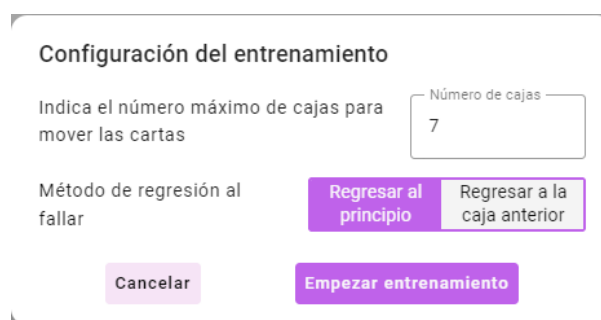 Configuración del entrenamiento
Número de cajas
Indica el número máximo de cajas para
mover las cartas
7
Método de regresión al
fallar
Regresar al
principio
Regresar a la
caja anterior
Cancelar
Empezar entrenamiento